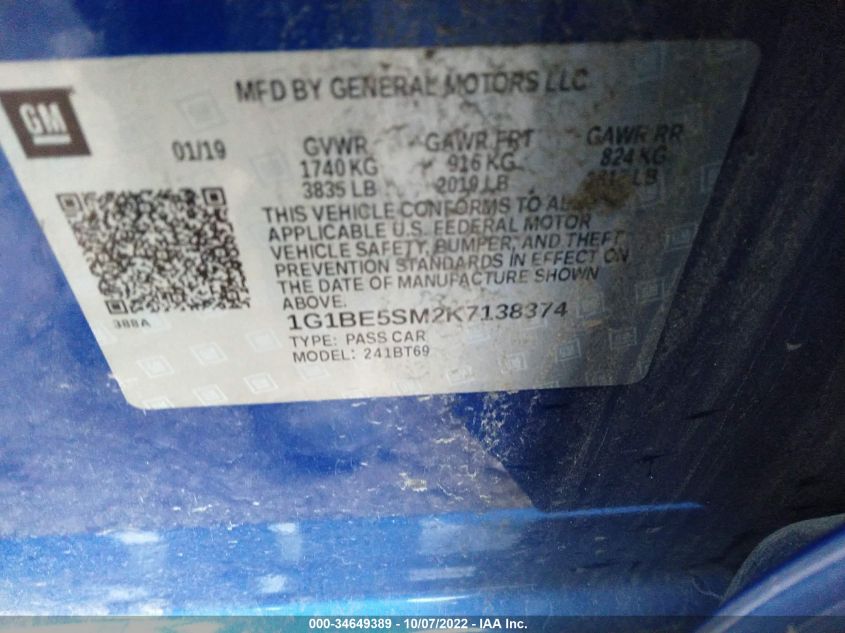 MFD BY GENERAL MOTORS LLC
GM
01/19 GVWR GAWR FRT GAWR RR
1740 KG 916 KG 824 KG
3835 LB 2019 LB LB
THIS VEHICLE CONFORMS TO ALL
APPLICABLE U.S. FEDERAL MOTOR
VEHICLE SAFETY, BUMPER, AND THEFT
PREVENTION STANDARDS IN EFFECT ON
THE DATE OF MANUFACTURE SHOWN
ABOVE.
388A
1G1BE5SM2K7138374
TYPE: PASS CAR
MODEL: 241BT69
000-34649389 - 10/07/2022 - IAA Inc.